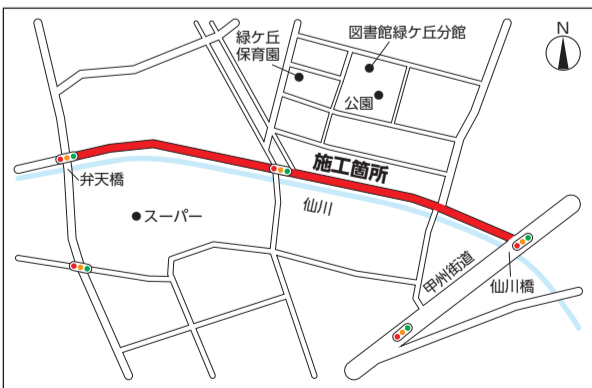 緑ケ丘
保育園
図書館緑ケ丘分館
N
公園
施工箇所
弁天橋
スーパー
仙川
甲州街道
仙川橋